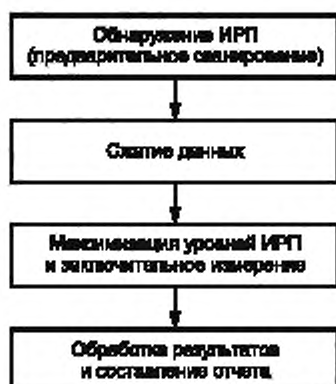 Обнаружение ИРП
(предварительное сканирование)
Сжатие данных
Максимизация уровней ИРП
и заключительное измерение
Обработка результатов
и составление отчета